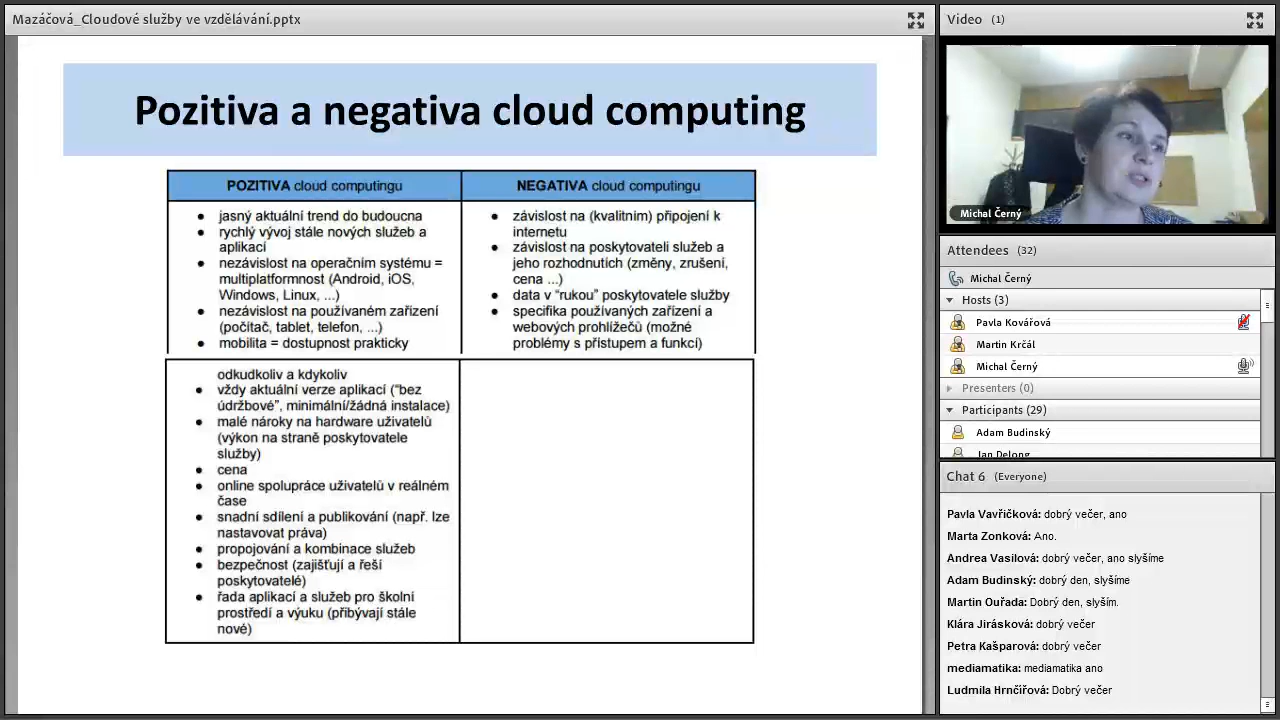 Mazáčová_Cloudové služby ve vzdělávání.pptx
Pozitiva a negativa cloud computing
POZITIVA cloud computingu
jasný aktuální trend do budoucna
rychlý vývoj stále nových služeb a
aplikací
nezávislost na operačním systému =
multiplatformnost (Android, iOS,
Windows, Linux, ...)
nezávislost na používaném zařízení
(počítač, tablet, telefon, ...)
mobilita = dostupnost prakticky
odkudkoliv a kdykoliv
vždy aktuální verze aplikací ("bez
údržbové", minimální/žádná instalace)
malé nároky na hardware uživatelů
(výkon na straně poskytovatele
služby)
cena
online spolupráce uživatelů v reálném
čase
snadní sdílení a publikování (např. lze
nastavovat práva)
propojování a kombinace služeb
bezpečnost (zajišťují a řeší
poskytovatelé)
řada aplikací a služeb pro školní
prostředí a výuku (přibývají stále
nové)
NEGATIVA cloud computingu
závislost na (kvalitním) připojení k
internetu
závislost na poskytovateli služeb a
jeho rozhodnutích (změny, zrušení,
cena ...)
data v "rukou" poskytovatele služby
specifika používaných zařízení a
webových prohlížečů (možné
problémy s přístupem a funkcí)
Video (1)
Michal Černý
Attendees (32)
Michal Černý
Hosts (3)
Pavla Kovářová
Martin Krčál
Michal Černý
Presenters (0)
Participants (29)
Adam Budinský
Jan Delong
Chat 6 (Everyone)
Pavla Vavřičková: dobrý večer, ano
Marta Zonková: Ano.
Andrea Vasilová: dobrý večer, ano slyšíme
Adam Budinský: dobrý den, slyšíme
Martin Ouřada: Dobrý den, slyším.
Klára Jirásková: dobrý večer
Petra Kašparová: dobrý večer
mediamatika: mediamatika ano
Ludmila Hrnčířová: Dobrý večer